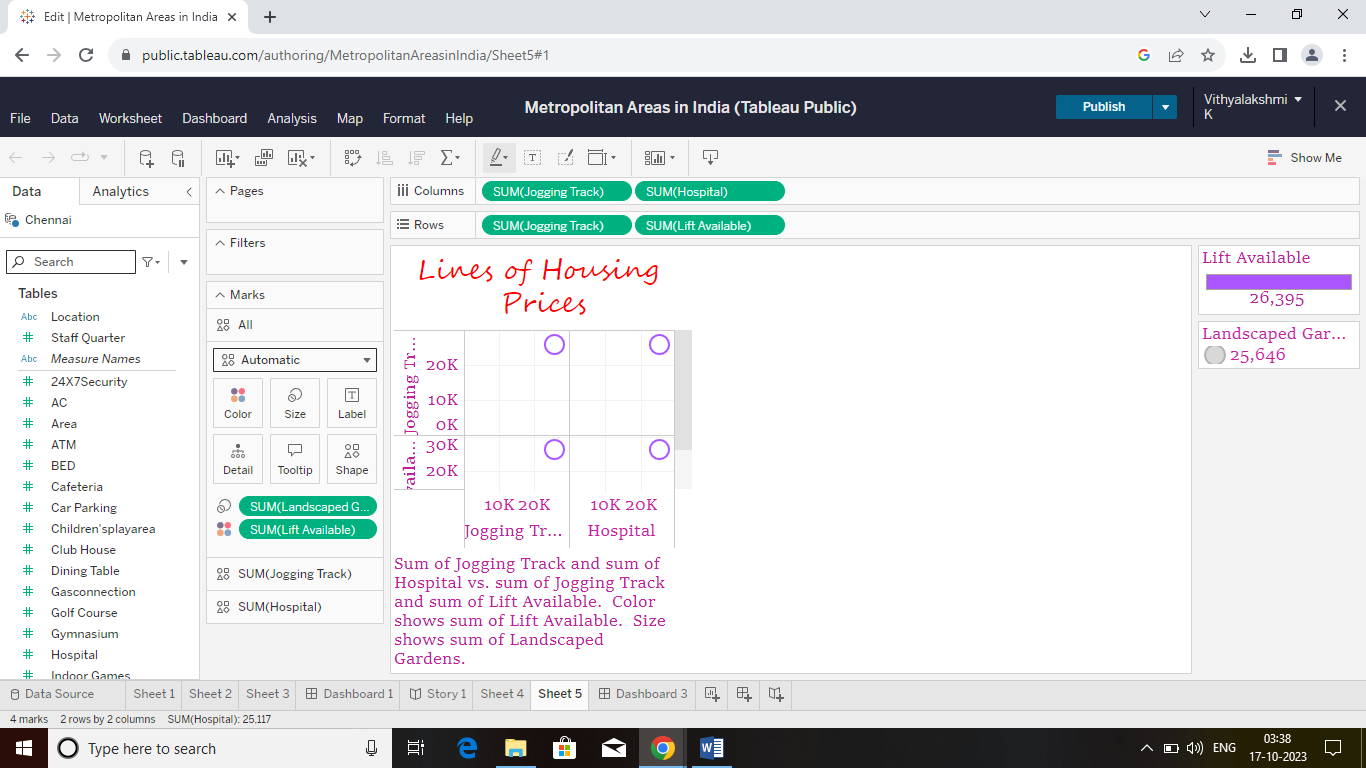 Edit | Metropolitan Areas in India
public.tableau.com/authoring/MetropolitanAreasinIndia/Sheet5#1
Metropolitan Areas in India (Tableau Public)
Publish
Vithyalakshmi
K
File Data Worksheet Dashboard Analysis Map Format Help
Show Me
Data Analytics
Chennai
Search
Tables
Abc Location
Staff Quarter
Abc Measure Names
24X7Security
AC
Area
ATM
BED
Cafeteria
Car Parking
Children'splayarea
Club House
Dining Table
Gasconnection
Golf Course
Gymnasium
Hospital
Indoor Games
Pages
Filters
Marks
All
Automatic
Color Size Label
Detail Tooltip Shape
SUM(Landscaped G...
SUM(Lift Available)
SUM(Jogging Track)
SUM(Hospital)
Columns SUM(Jogging Track) SUM(Hospital)
Rows SUM(Jogging Track) SUM(Lift Available)
Lines of Housing
Prices
Jogging Tr...
20K
10K
0K
vaila...
30K
20K
10K 20K 10K 20K
Jogging Tr... Hospital
Sum of Jogging Track and sum of
Hospital vs. sum of Jogging Track
and sum of Lift Available. Color
shows sum of Lift Available. Size
shows sum of Landscaped
Gardens.
Lift Available
26,395
Landscaped Gar...
25,646
Data Source Sheet 1 Sheet 2 Sheet 3 Dashboard 1 Story 1 Sheet 4 Sheet 5 Dashboard 3
4 marks 2 rows by 2 columns SUM(Hospital): 25,117
Type here to search
ENG
03:38
17-10-2023